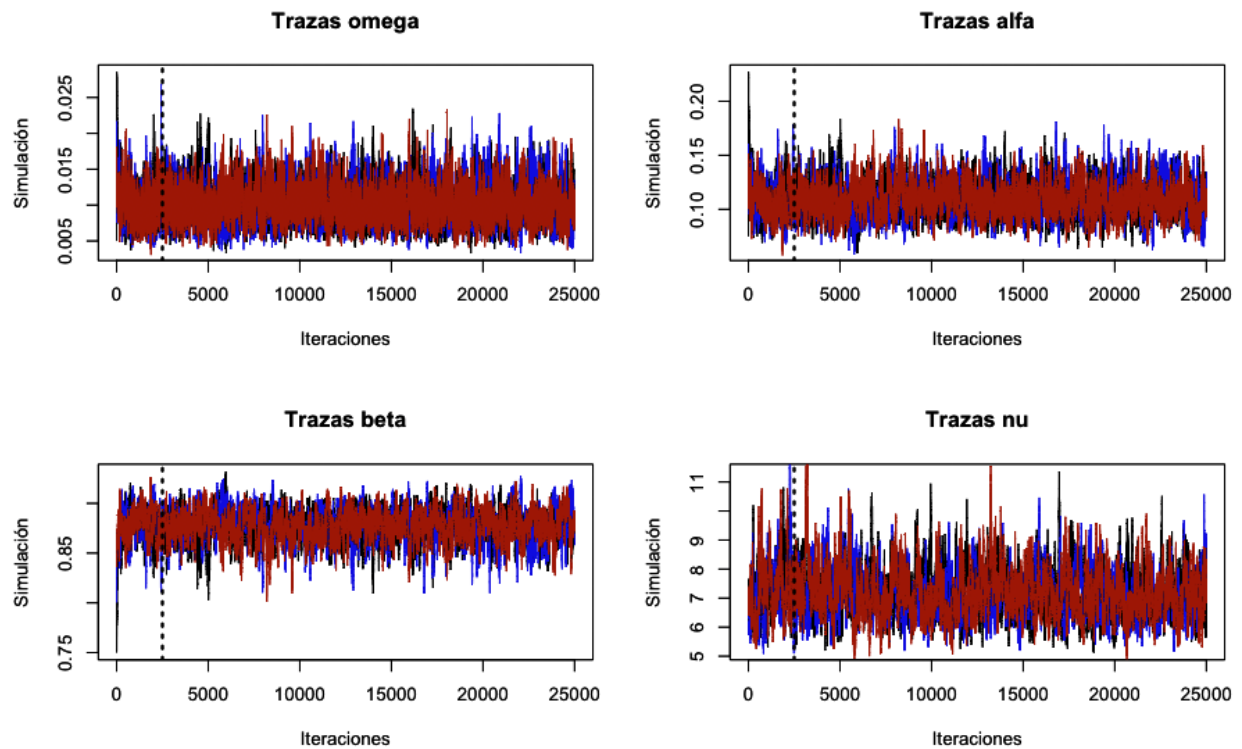 Trazas omega
Simulación
0.005 0.015 0.025
0 5000 10000 15000 20000 25000
Iteraciones
Trazas alfa
Simulación
0.10 0.15 0.20
0 5000 10000 15000 20000 25000
Iteraciones
Trazas beta
Simulación
0.75 0.85
0 5000 10000 15000 20000 25000
Iteraciones
Trazas nu
Simulación
5 6 7 8 9 11
0 5000 10000 15000 20000 25000
Iteraciones